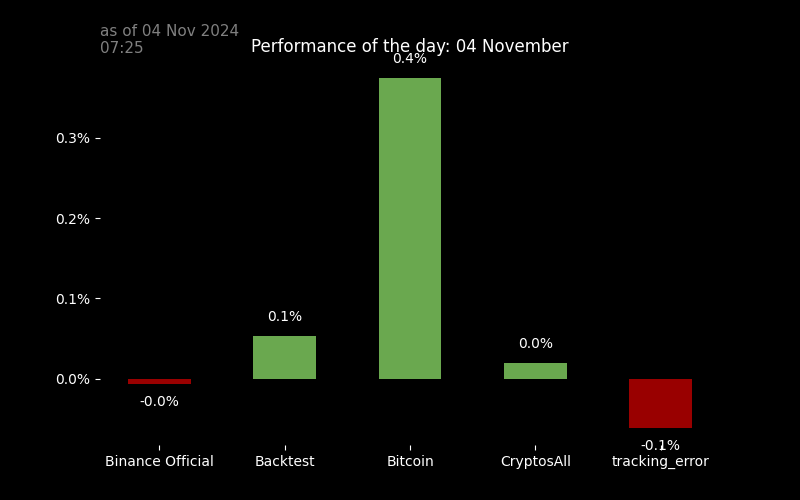 as of 04 Nov 2024
07:25
Performance of the day: 04 November
0.4%
0.3%
0.2%
0.1%
0.1%
0.0%
0.0%
-0.0%
-0.1%
Binance Official
Backtest
Bitcoin
CryptosAll
tracking_error